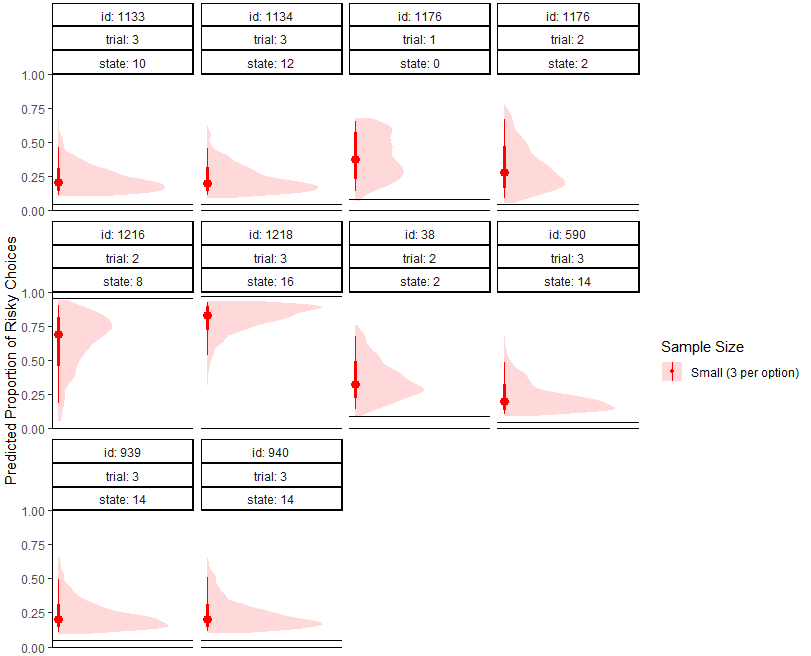 id: 1133
trial: 3
state: 10
id: 1134
trial: 3
state: 12
id: 1176
trial: 1
state: 0
id: 1176
trial: 2
state: 2
1.00
0.75
0.50
0.25
0.00
id: 1216
trial: 2
state: 8
id: 1218
trial: 3
state: 16
id: 38
trial: 2
state: 2
id: 590
trial: 3
state: 14
1.00
0.75
0.50
0.25
0.00
id: 939
trial: 3
state: 14
id: 940
trial: 3
state: 14
1.00
0.75
0.50
0.25
0.00
Predicted Proportion of Risky Choices
Sample Size
Small (3 per option)